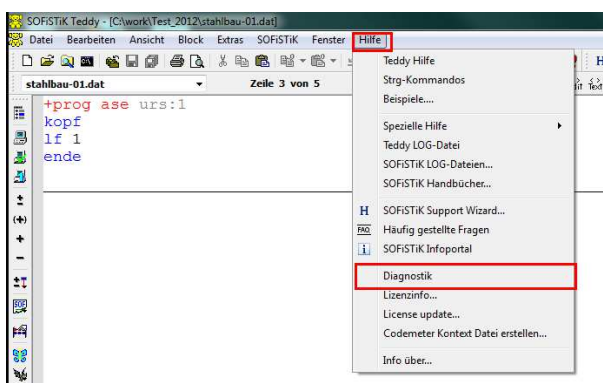 SOFiSTiK Teddy - [C:\work\Test_2012\stahlbau-01.dat]
Datei Bearbeiten Ansicht Block Extras SOFiSTiK Fenster Hilfe
stahlbau-01.dat Zeile 3 von 5
+prog ase urs:1
kopf
lf 1
ende
Teddy Hilfe
Strg-Kommandos
Beispiele....
Spezielle Hilfe
Teddy LOG-Datei
SOFiSTiK LOG-Dateien...
SOFiSTiK Handbücher...
H SOFiSTiK Support Wizard...
FAQ Häufig gestellte Fragen
i SOFiSTiK Infoportal
Diagnostik
Lizenzinfo...
License update...
Codemeter Kontext Datei erstellen...
Info über...